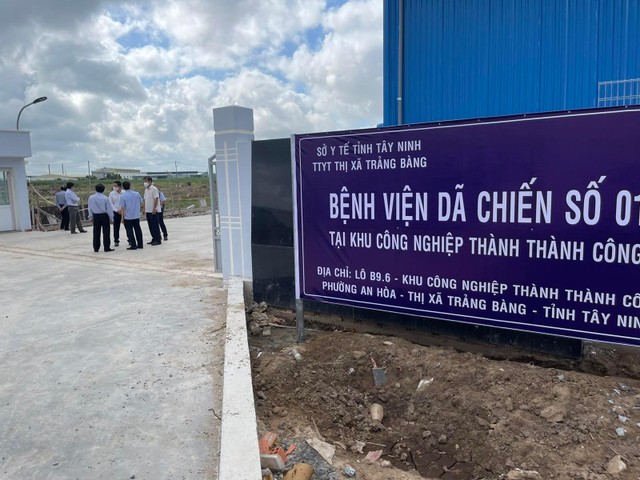 SỞ Y TẾ TỈNH TÂY NINH
TTYT THỊ XÃ TRẢNG BÀNG
BỆNH VIỆN DÃ CHIẾN SỐ 01
TẠI KHU CÔNG NGHIỆP THÀNH THÀNH CÔNG
ĐỊA CHỈ: LÔ B9.6 - KHU CÔNG NGHIỆP THÀNH THÀNH CÔ
PHƯỜNG AN HÒA - THỊ XÃ TRẢNG BÀNG - TỈNH TÂY NIN